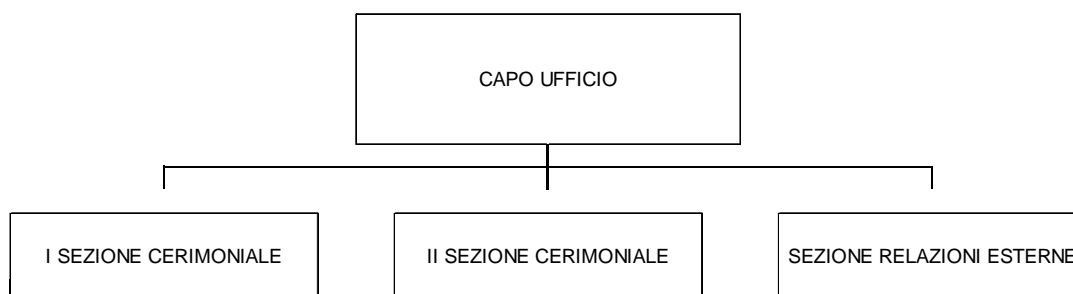 CAPO UFFICIO
I SEZIONE CERIMONIALE
II SEZIONE CERIMONIALE
SEZIONE RELAZIONI ESTERNE